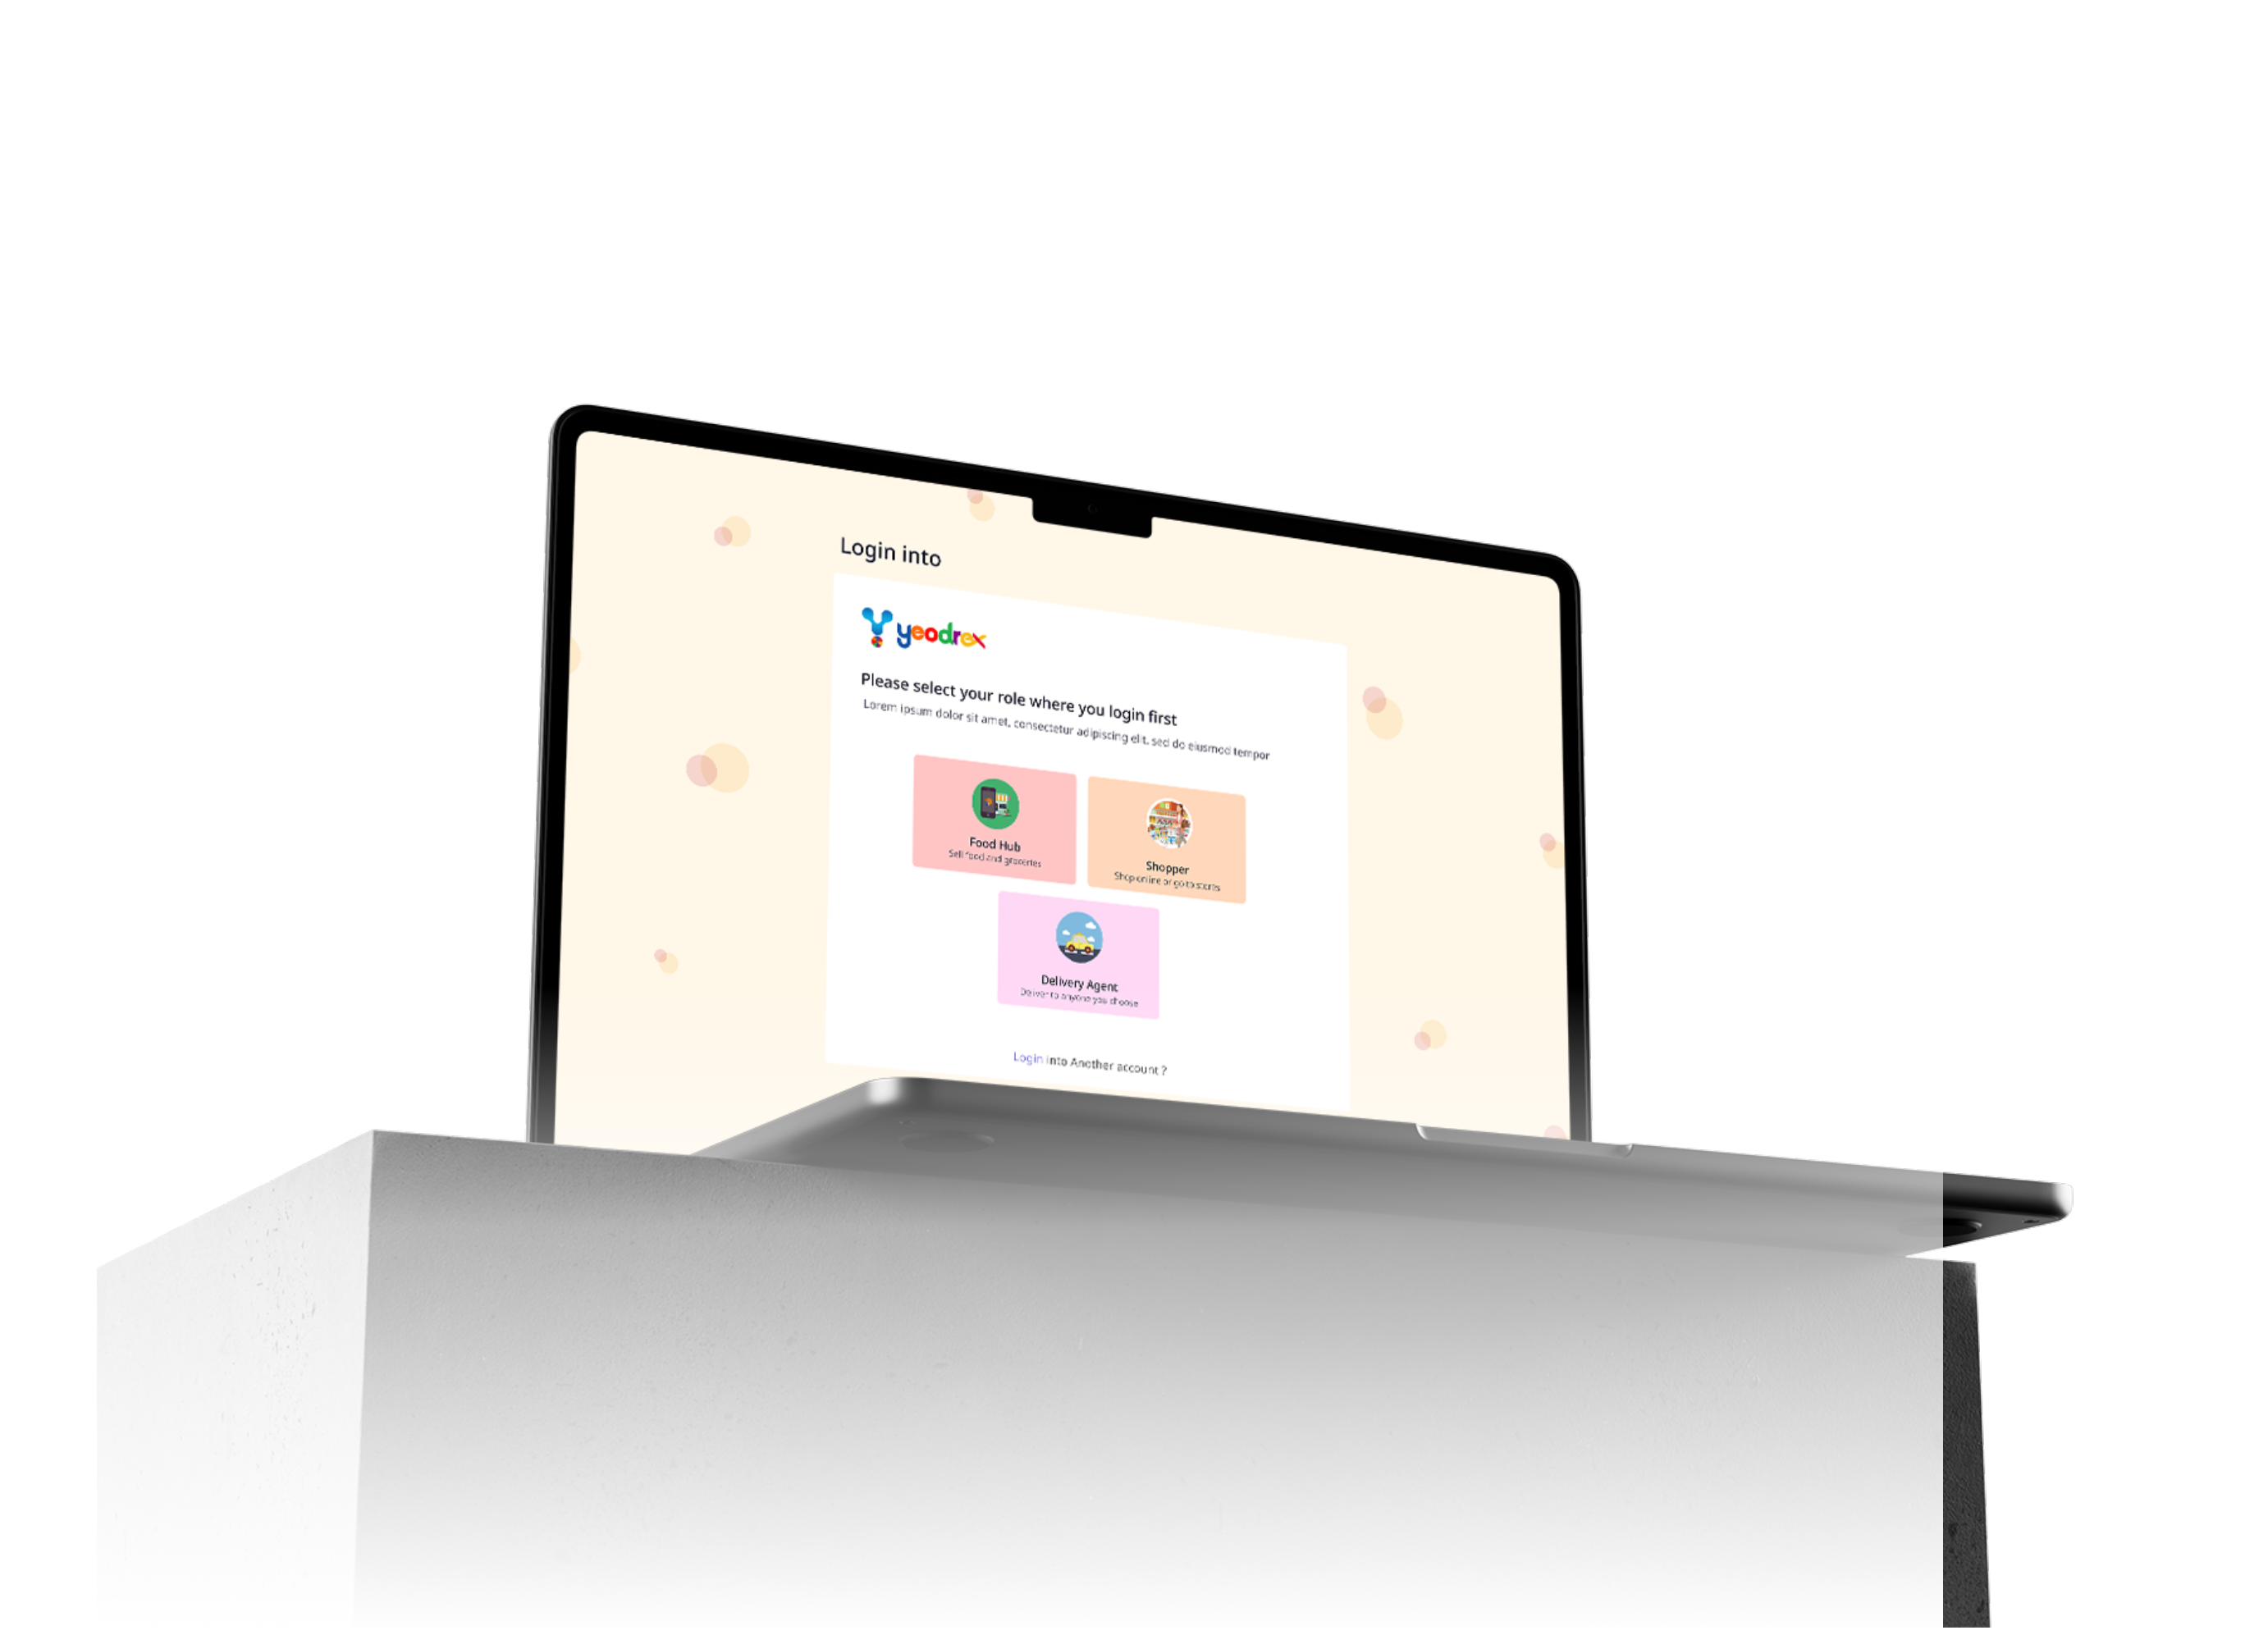 Login into
yeodrex
Please select your role where you login first
Lorem ipsum dolor sit amet, consectetur adipiscing elit, sed do eiusmod tempor
Food Hub
Sell food and groceries
Shopper
Shop online or go to stores
Delivery Agent
Deliver to anyone you choose
Login into Another account ?